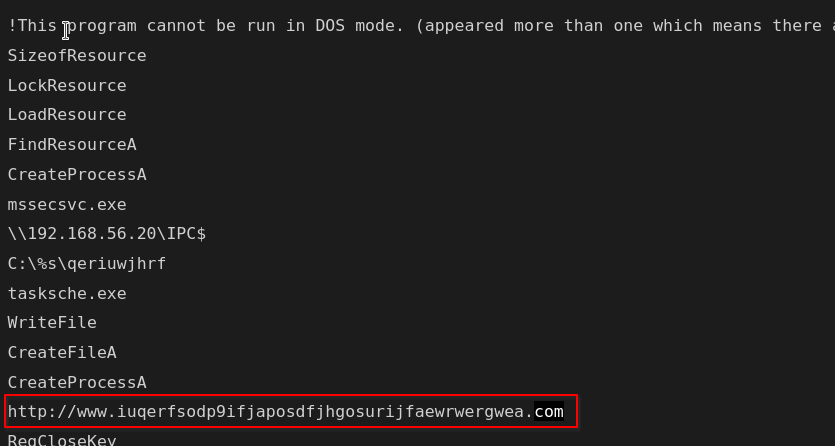 !This program cannot be run in DOS mode. (appeared more than one which means there
SizeofResource
LockResource
LoadResource
FindResourceA
CreateProcessA
mssecsvc.exe
\\192.168.56.20\IPC$
C:\%s\qeriuwjhrf
tasksche.exe
WriteFile
CreateFileA
CreateProcessA
http://www.iuqerfsodp9ifjaposdfjhgosurijfaewrwergwea.com
RegCloseKey